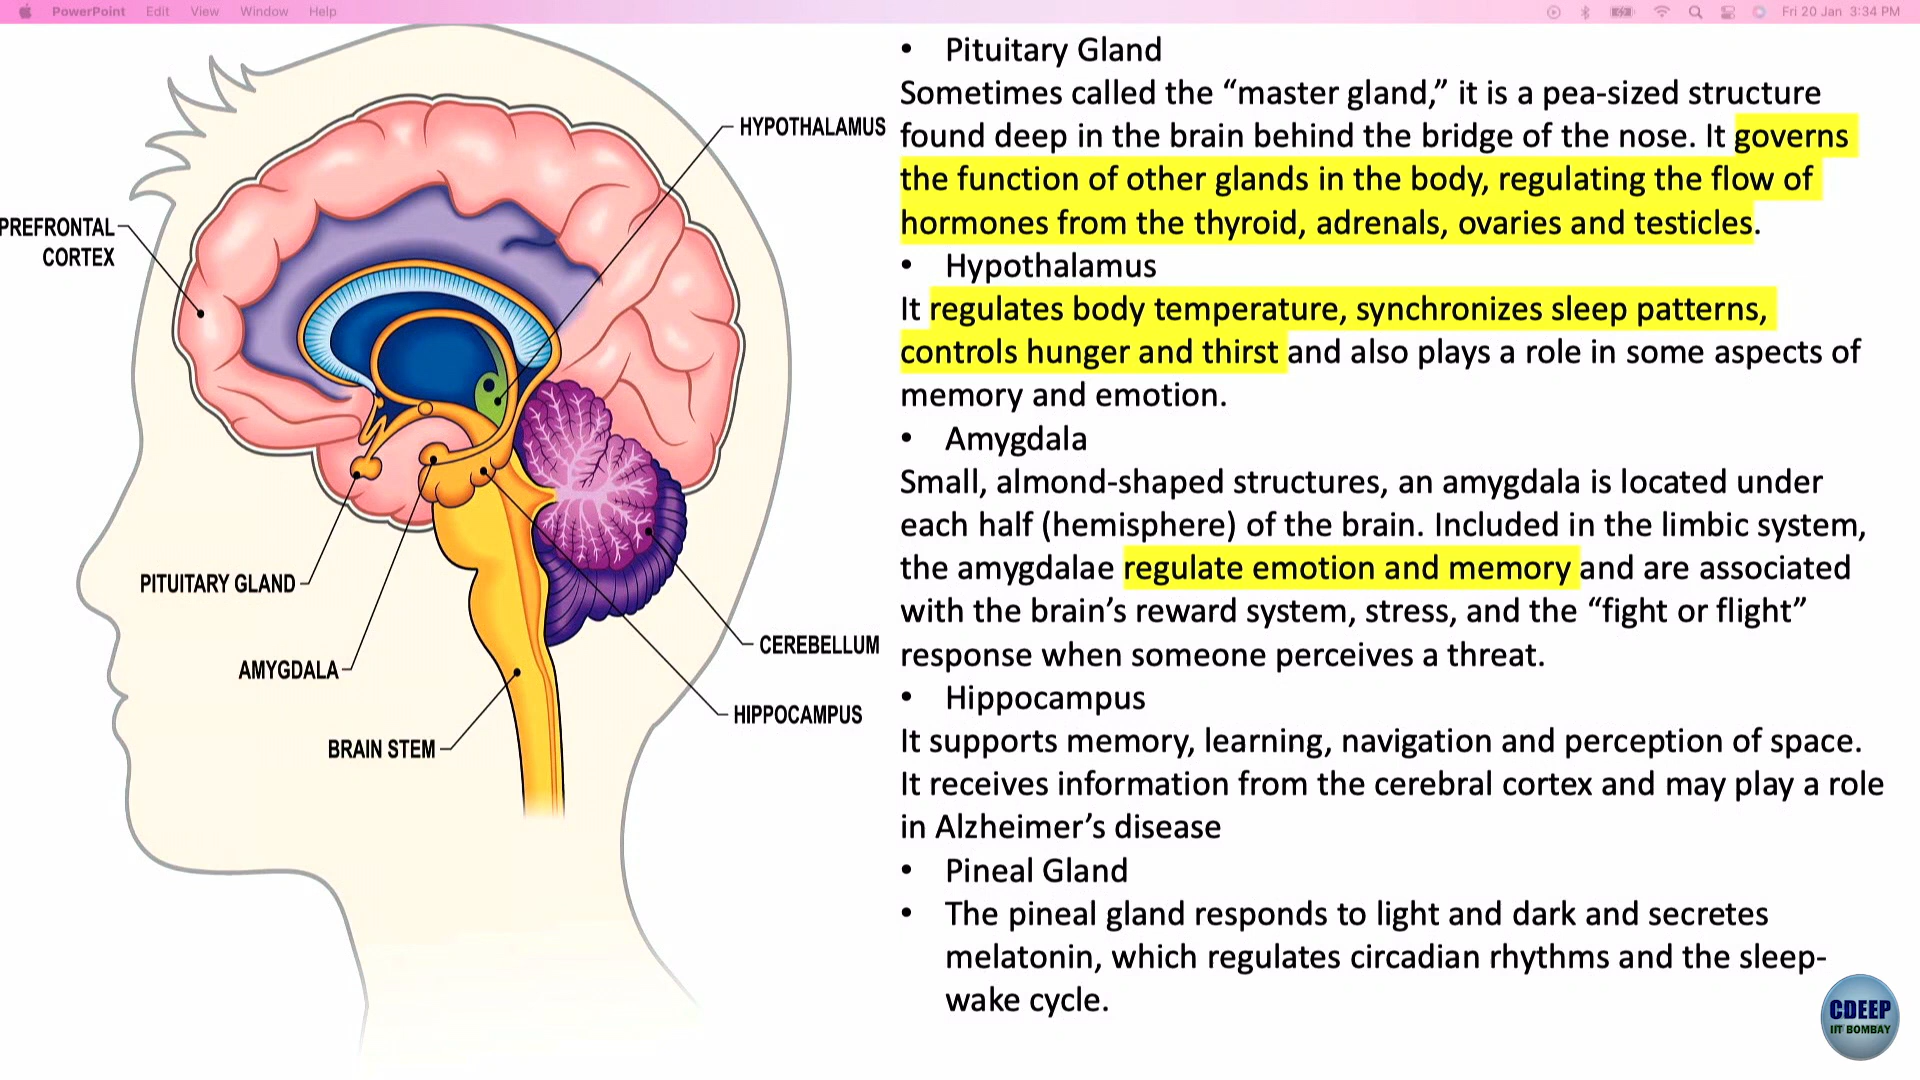 PowerPoint Edit View Window Help
Fri 20 Jan 3:34 PM
HYPOTHALAMUS
PREFRONTAL
CORTEX
PITUITARY GLAND
AMYGDALA
BRAIN STEM
CEREBELLUM
HIPPOCAMPUS
• Pituitary Gland
Sometimes called the “master gland,” it is a pea-sized structure
found deep in the brain behind the bridge of the nose. It governs
the function of other glands in the body, regulating the flow of
hormones from the thyroid, adrenals, ovaries and testicles.
• Hypothalamus
It regulates body temperature, synchronizes sleep patterns,
controls hunger and thirst and also plays a role in some aspects of
memory and emotion.
• Amygdala
Small, almond-shaped structures, an amygdala is located under
each half (hemisphere) of the brain. Included in the limbic system,
the amygdalae regulate emotion and memory and are associated
with the brain’s reward system, stress, and the “fight or flight”
response when someone perceives a threat.
• Hippocampus
It supports memory, learning, navigation and perception of space.
It receives information from the cerebral cortex and may play a role
in Alzheimer’s disease
• Pineal Gland
• The pineal gland responds to light and dark and secretes
melatonin, which regulates circadian rhythms and the sleep-
wake cycle.
CDEEP
IIT BOMBAY